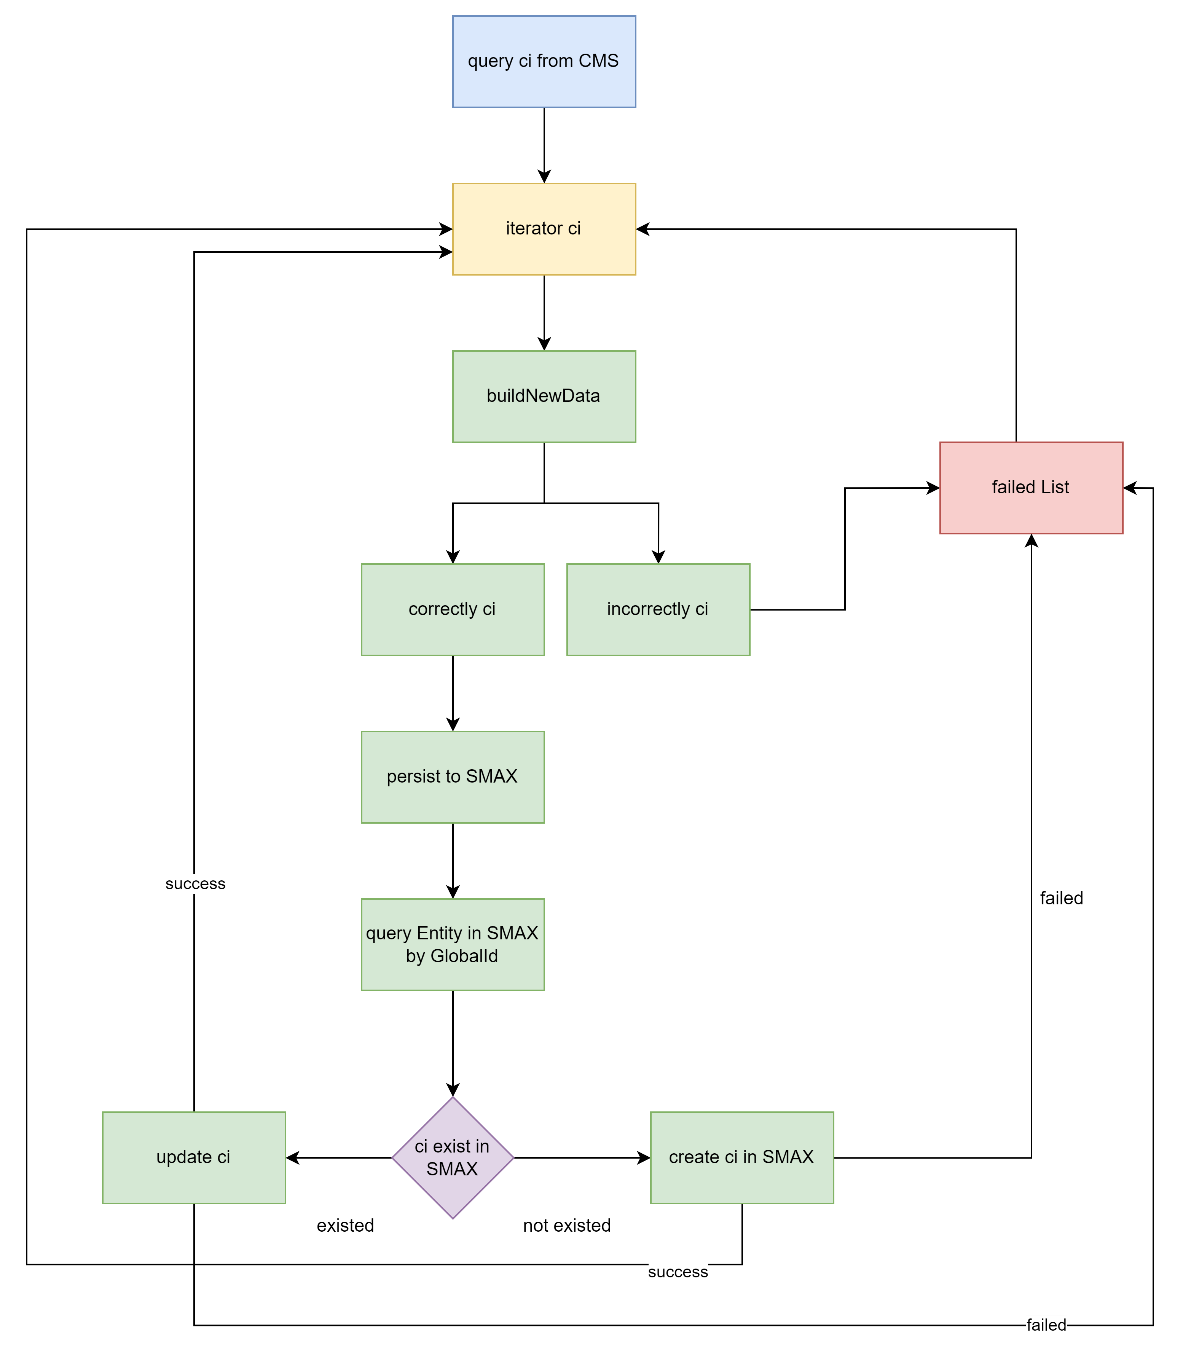 query ci from CMS
iterator ci
buildNewData
failed List
correctly ci
incorrectly ci
persist to SMAX
success
failed
query Entity in SMAX
by GlobalId
update ci
ci exist in
SMAX
create ci in SMAX
existed
not existed
success
failed